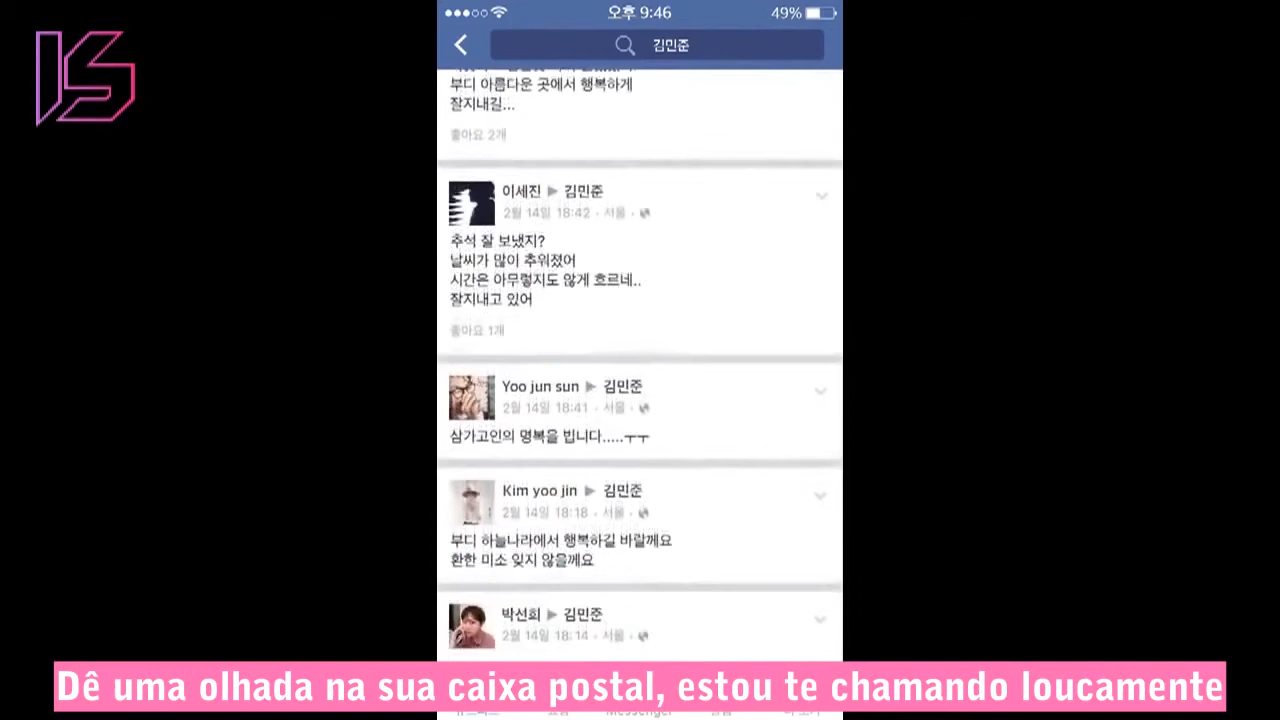 오후 9:46
49%
김민준
부디 아름다운 곳에서 행복하게
잘지내길...
좋아요 2개
이세진 ▶ 김민준
2월 14일 18:42 · 서울 ·
추석 잘 보냈지?
날씨가 많이 추워졌어
시간은 아무렇지도 않게 흐르네..
잘지내고 있어
좋아요 1개
Yoo jun sun ▶ 김민준
2월 14일 18:41 · 서울 ·
삼가고인의 명복을 빕니다.....ㅜㅜ
Kim yoo jin ▶ 김민준
2월 14일 18:18 · 서울 ·
부디 하늘나라에서 행복하길 바랄께요
환한 미소 잊지 않을께요
박선희 ▶ 김민준
2월 14일 18:14 · 서울 ·
Dê uma olhada na sua caixa postal, estou te chamando loucamente